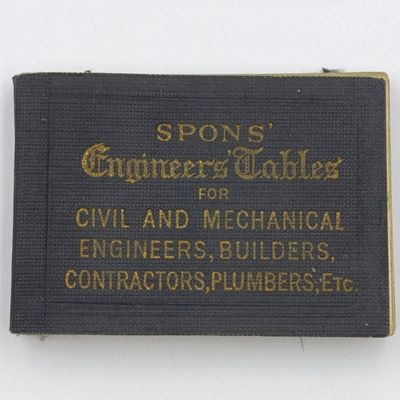 SPONS'
Engineers' Tables
FOR
CIVIL AND MECHANICAL
ENGINEERS, BUILDERS,
CONTRACTORS, PLUMBERS, ETC.